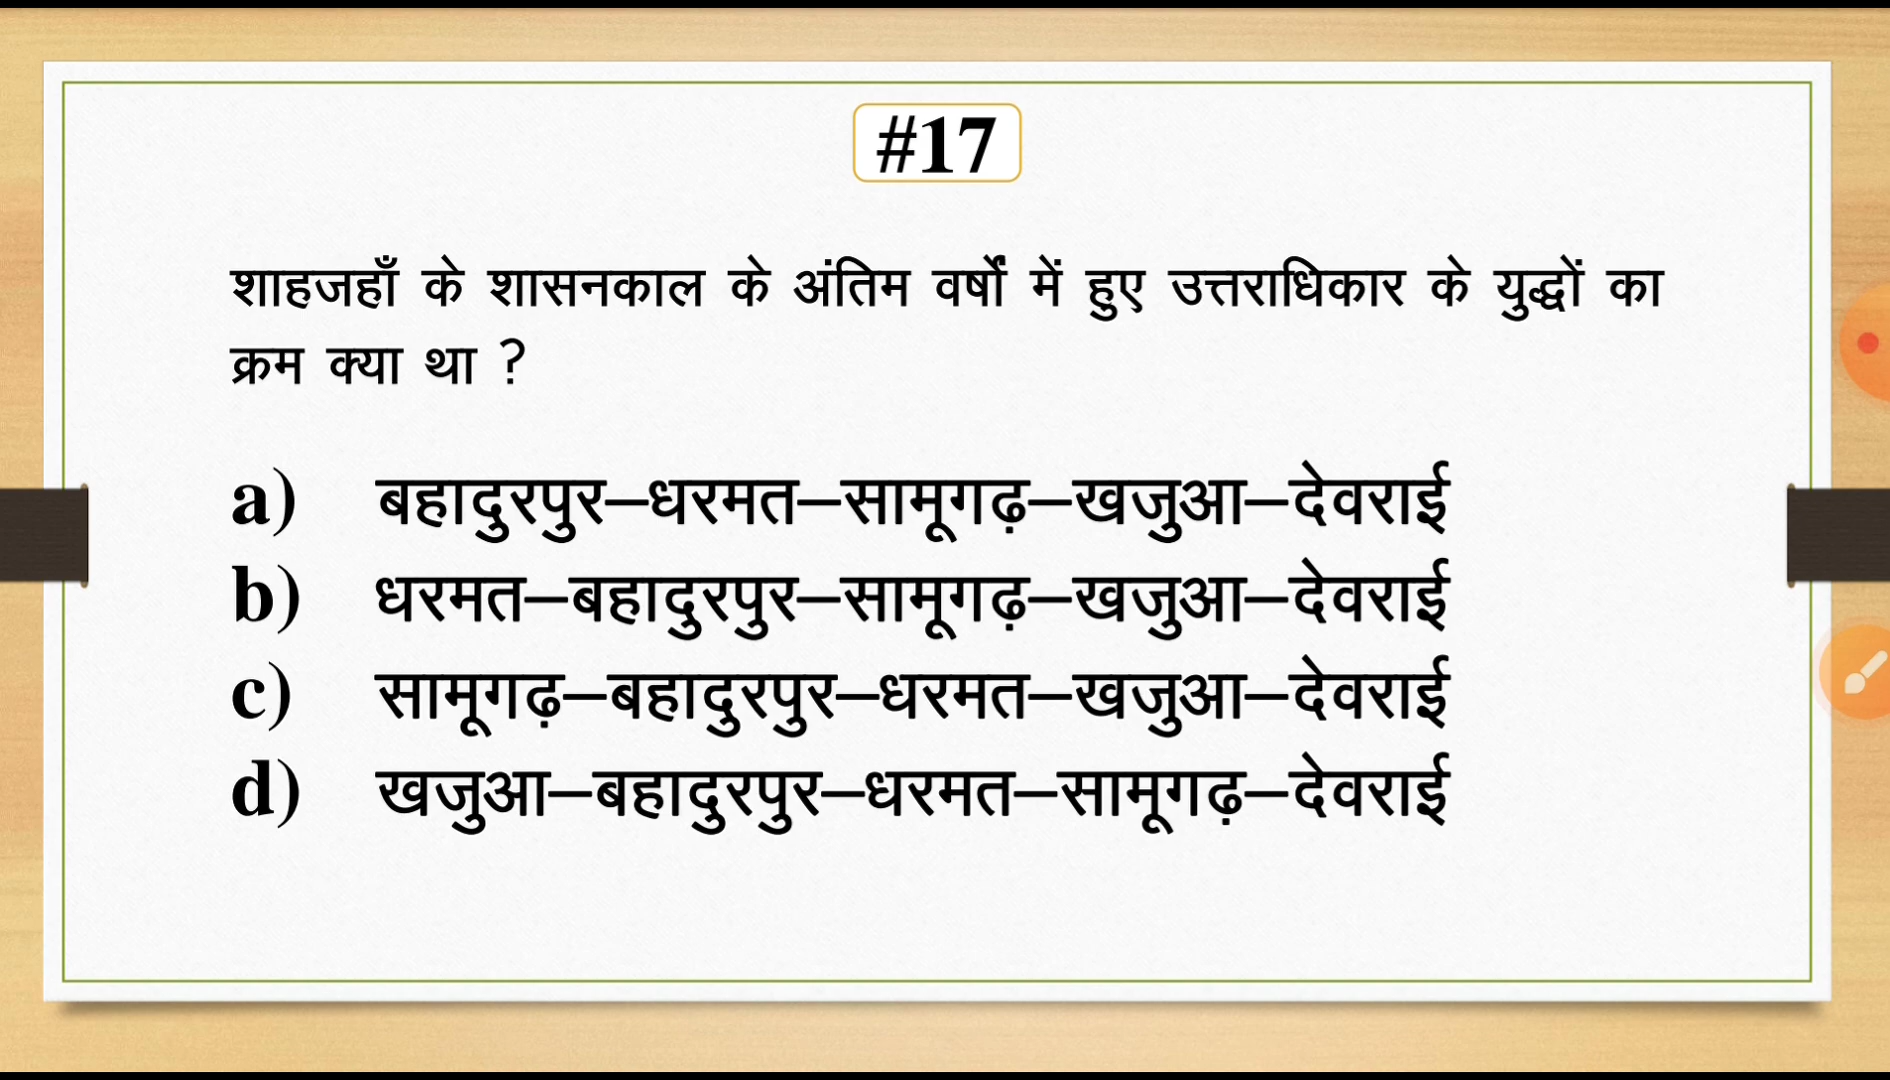 #17
शाहजहाँ के शासनकाल के अंतिम वर्षों में हुए उत्तराधिकार के युद्धों का
क्रम क्या था ?
a) बहादुरपुर–धरमत–सामूगढ़–खजुआ–देवराई
b) धरमत–बहादुरपुर–सामूगढ़–खजुआ–देवराई
c) सामूगढ़–बहादुरपुर–धरमत–खजुआ–देवराई
d) खजुआ–बहादुरपुर–धरमत–सामूगढ़–देवराई